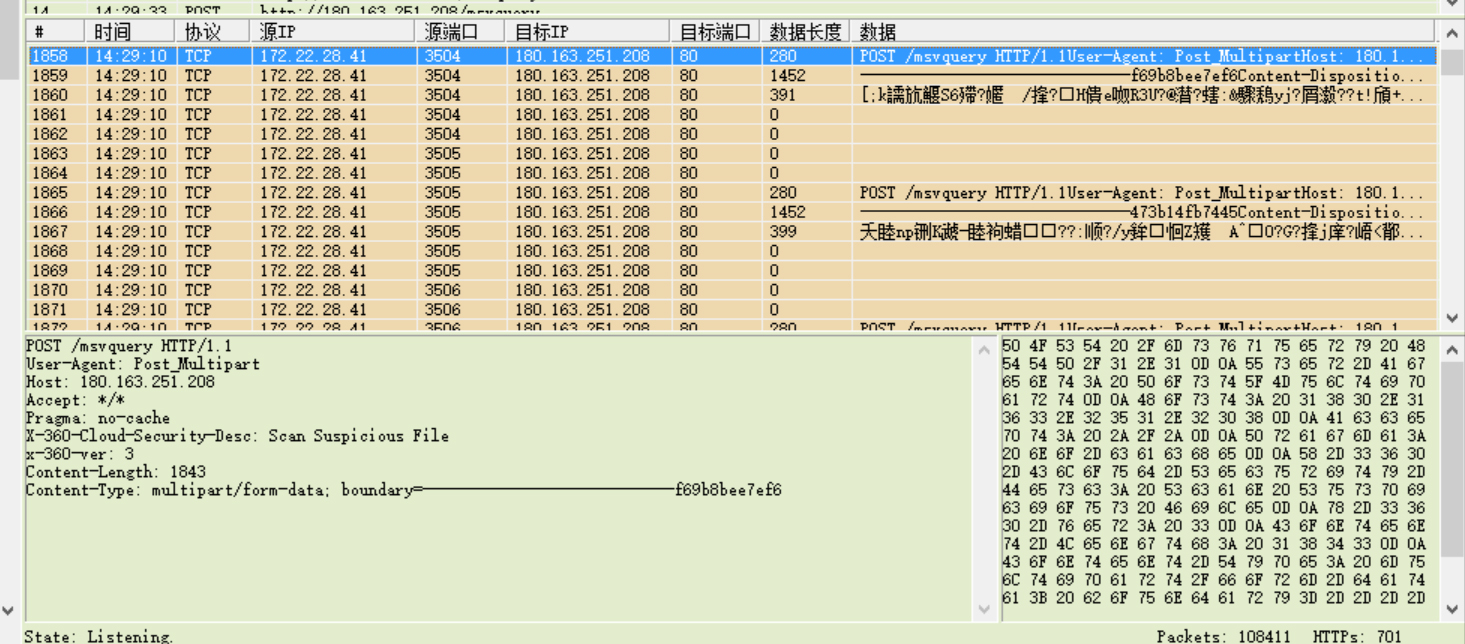 14 14:29:33 POST http://180.163.251.208/msvquery
# 时间 协议 源IP 源端口 目标IP 目标端口 数据长度 数据
1858 14:29:10 TCP 172.22.28.41 3504 180.163.251.208 80 280 POST /msvquery HTTP/1.1User-Agent: Post_MultipartHost: 180.1...
1859 14:29:10 TCP 172.22.28.41 3504 180.163.251.208 80 1452 f69b8bee7ef6Content-Dispositio...
1860 14:29:10 TCP 172.22.28.41 3504 180.163.251.208 80 391
1861 14:29:10 TCP 172.22.28.41 3504 180.163.251.208 80 0
1862 14:29:10 TCP 172.22.28.41 3504 180.163.251.208 80 0
1863 14:29:10 TCP 172.22.28.41 3505 180.163.251.208 80 0
1864 14:29:10 TCP 172.22.28.41 3505 180.163.251.208 80 0
1865 14:29:10 TCP 172.22.28.41 3505 180.163.251.208 80 280 POST /msvquery HTTP/1.1User-Agent: Post_MultipartHost: 180.1...
1866 14:29:10 TCP 172.22.28.41 3505 180.163.251.208 80 1452 473b14fb7445Content-Dispositio...
1867 14:29:10 TCP 172.22.28.41 3505 180.163.251.208 80 399
1868 14:29:10 TCP 172.22.28.41 3505 180.163.251.208 80 0
1869 14:29:10 TCP 172.22.28.41 3505 180.163.251.208 80 0
1870 14:29:10 TCP 172.22.28.41 3506 180.163.251.208 80 0
1871 14:29:10 TCP 172.22.28.41 3506 180.163.251.208 80 0
1872 14:29:10 TCP 172.22.28.41 3506 180.163.251.208 80 280 POST /msvquery HTTP/1.1User-Agent: Post_MultipartHost: 180.1
POST /msvquery HTTP/1.1
User-Agent: Post_Multipart
Host: 180.163.251.208
Accept: */*
Pragma: no-cache
X-360-Cloud-Security-Desc: Scan Suspicious File
x-360-ver: 3
Content-Length: 1843
Content-Type: multipart/form-data; boundary=----------------------------f69b8bee7ef6
50 4F 53 54 20 2F 6D 73 76 71 75 65 72 79 20 48
54 54 50 2F 31 2E 31 0D 0A 55 73 65 72 2D 41 67
65 6E 74 3A 20 50 6F 73 74 5F 4D 75 6C 74 69 70
61 72 74 0D 0A 48 6F 73 74 3A 20 31 38 30 2E 31
36 33 2E 32 35 31 2E 32 30 38 0D 0A 41 63 63 65
70 74 3A 20 2A 2F 2A 0D 0A 50 72 61 67 6D 61 3A
20 6E 6F 2D 63 61 63 68 65 0D 0A 58 2D 33 36 30
2D 43 6C 6F 75 64 2D 53 65 63 75 72 69 74 79 2D
44 65 73 63 3A 20 53 63 61 6E 20 53 75 73 70 69
63 69 6F 75 73 20 46 69 6C 65 0D 0A 78 2D 33 36
30 2D 76 65 72 3A 20 33 0D 0A 43 6F 6E 74 65 6E
74 2D 4C 65 6E 67 74 68 3A 20 31 38 34 33 0D 0A
43 6F 6E 74 65 6E 74 2D 54 79 70 65 3A 20 6D 75
6C 74 69 70 61 72 74 2F 66 6F 72 6D 2D 64 61 74
61 3B 20 62 6F 75 6E 64 61 72 79 3D 2D 2D 2D 2D
State: Listening.
Packets: 108411 HTTPs: 701